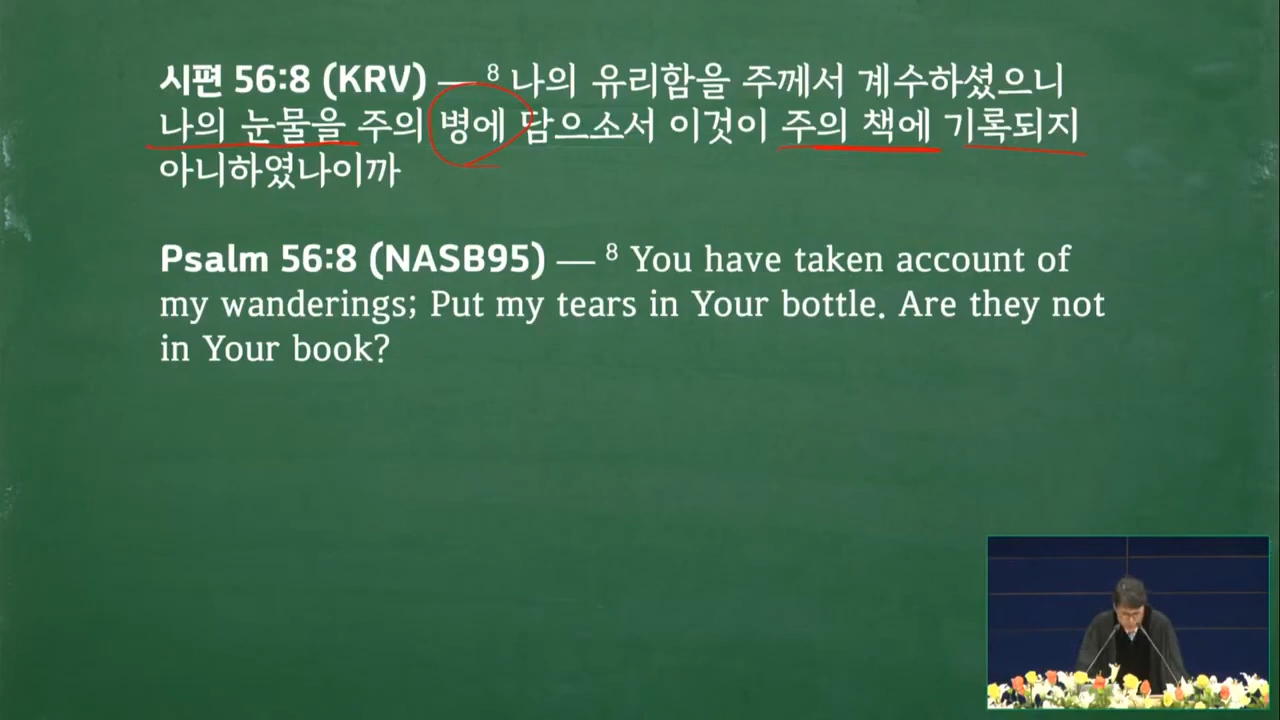 시편 56:8 (KRV) — ⁸ 나의 유리함을 주께서 계수하셨으니
나의 눈물을 주의 병에 담으소서 이것이 주의 책에 기록되지
아니하였나이까
Psalm 56:8 (NASB95) — ⁸ You have taken account of
my wanderings; Put my tears in Your bottle. Are they not
in Your book?